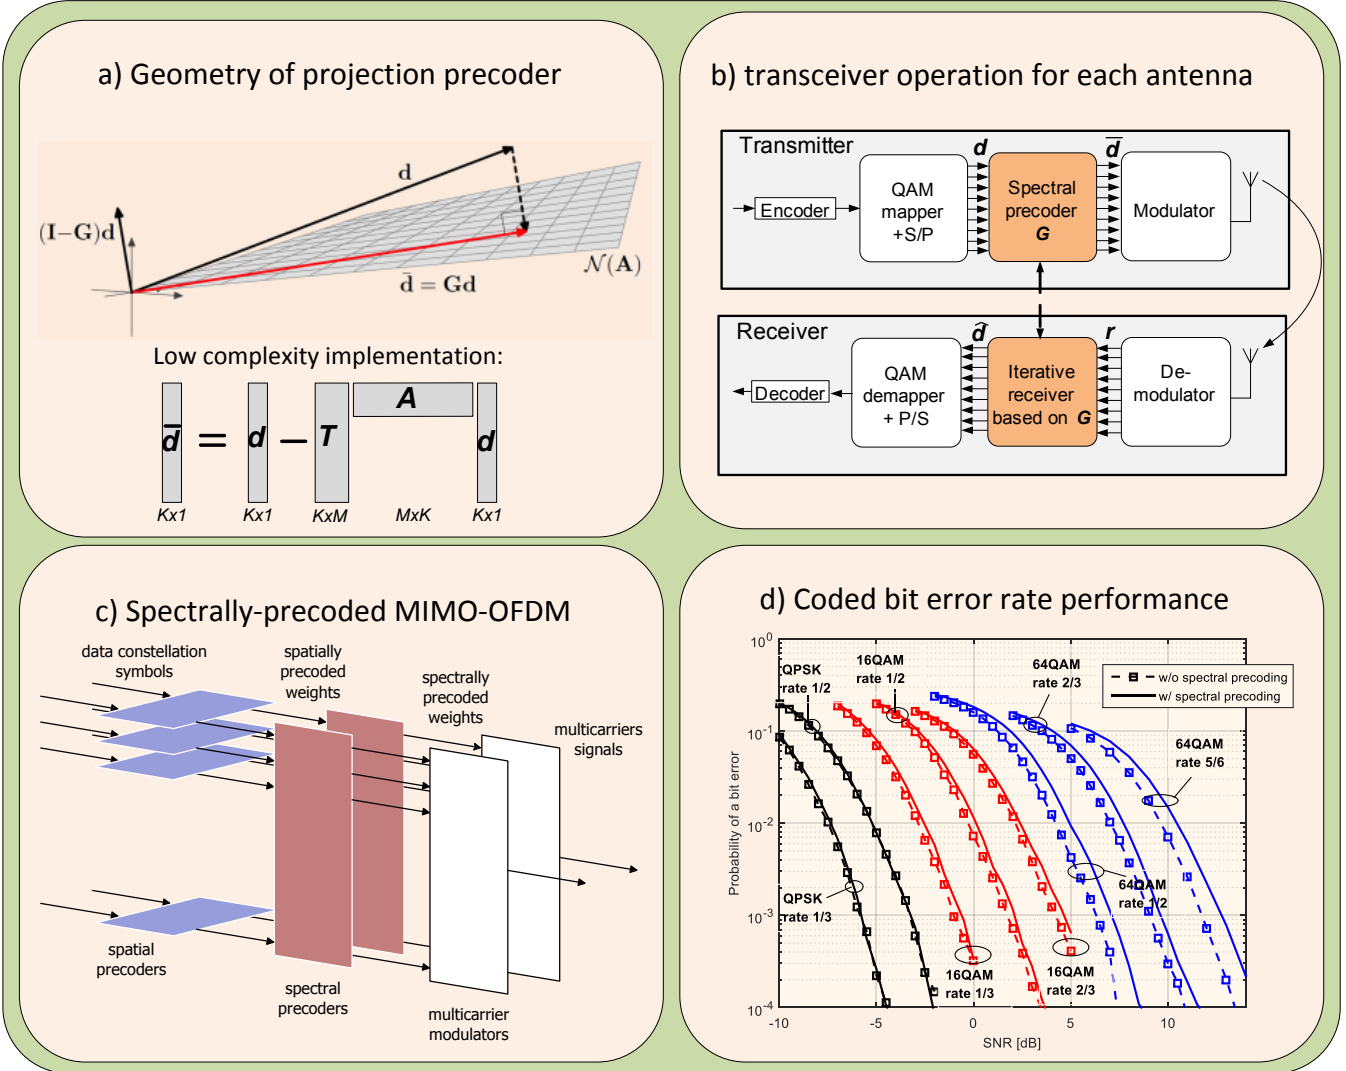 a) Geometry of projection precoder
d
(I−G)d
𝒩(A)
d̄ = Gd
Low complexity implementation:
d̅ = d − T A d
Kx1 Kx1 KxM MxK Kx1
b) transceiver operation for each antenna
Transmitter
d
d̅
Encoder
QAM
mapper
+S/P
Spectral
precoder
G
Modulator
Receiver
d̂
r
Decoder
QAM
demapper
+ P/S
Iterative
receiver
based on G
De-
modulator
c) Spectrally-precoded MIMO-OFDM
data constellation
symbols
spatially
precoded
weights
spectrally
precoded
weights
multicarriers
signals
spatial
precoders
spectral
precoders
multicarrier
modulators
d) Coded bit error rate performance
Probability of a bit error
10⁰
10⁻¹
10⁻²
10⁻³
10⁻⁴
QPSK
rate 1/2
16QAM
rate 1/2
64QAM
rate 2/3
w/o spectral precoding
w/ spectral precoding
64QAM
rate 5/6
64QAM
rate 1/2
QPSK
rate 1/3
16QAM
rate 1/3
16QAM
rate 2/3
-10 -5 0 5 10
SNR [dB]